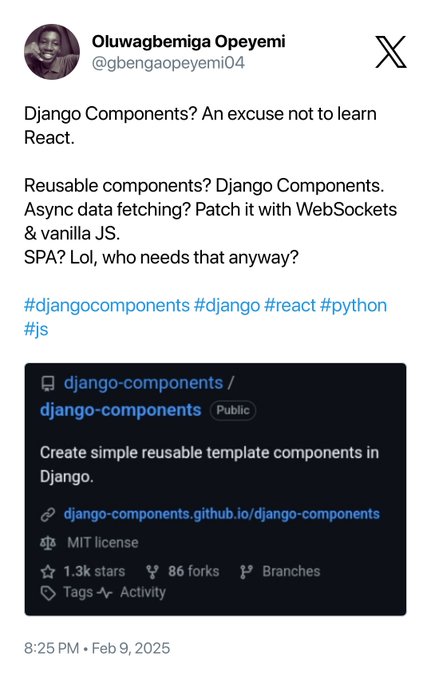 Oluwagbemiga Opeyemi
@gbengaopeyemi04
Django Components? An excuse not to learn
React.
Reusable components? Django Components.
Async data fetching? Patch it with WebSockets
& vanilla JS.
SPA? Lol, who needs that anyway?
#djangocomponents #django #react #python
#js
django-components /
django-components Public
Create simple reusable template components in
Django.
django-components.github.io/django-components
MIT license
1.3k stars 86 forks Branches
Tags Activity
8:25 PM • Feb 9, 2025